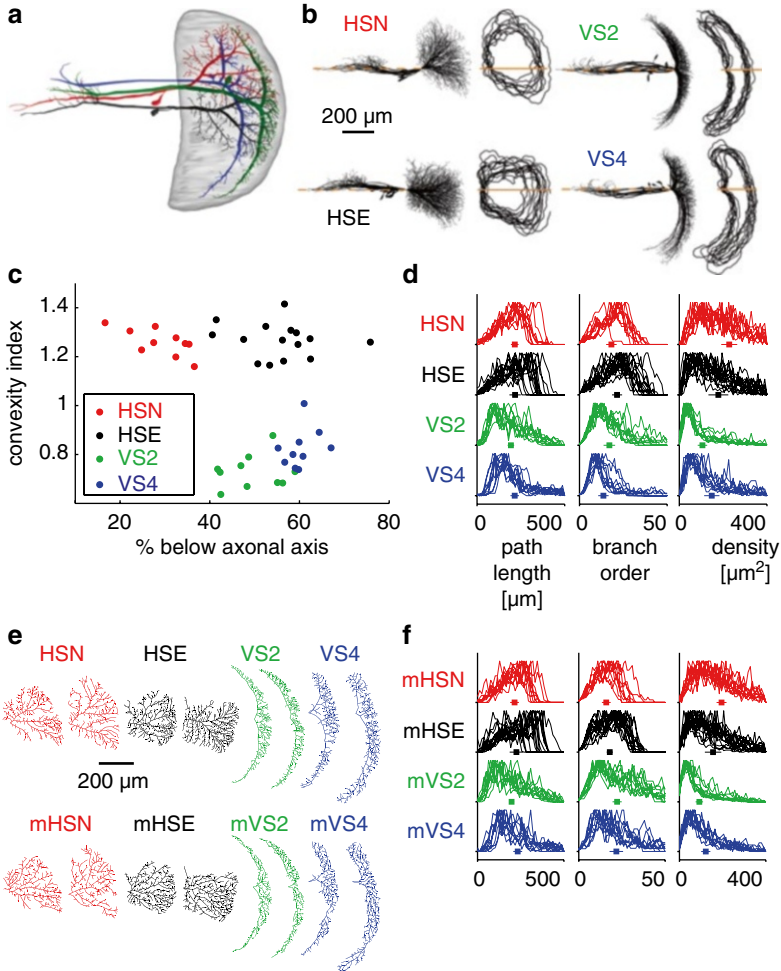 a
b
HSN
VS2
200 µm
HSE
VS4
c
convexity index
1.4
1.2
1
0.8
HSN
HSE
VS2
VS4
20
40
60
80
% below axonal axis
d
HSN
HSE
VS2
VS4
0
500
0
50
0
400
path length [µm]
branch order
density [µm²]
e
HSN
HSE
VS2
VS4
200 µm
mHSN
mHSE
mVS2
mVS4
f
mHSN
mHSE
mVS2
mVS4
0
500
0
50
0
500